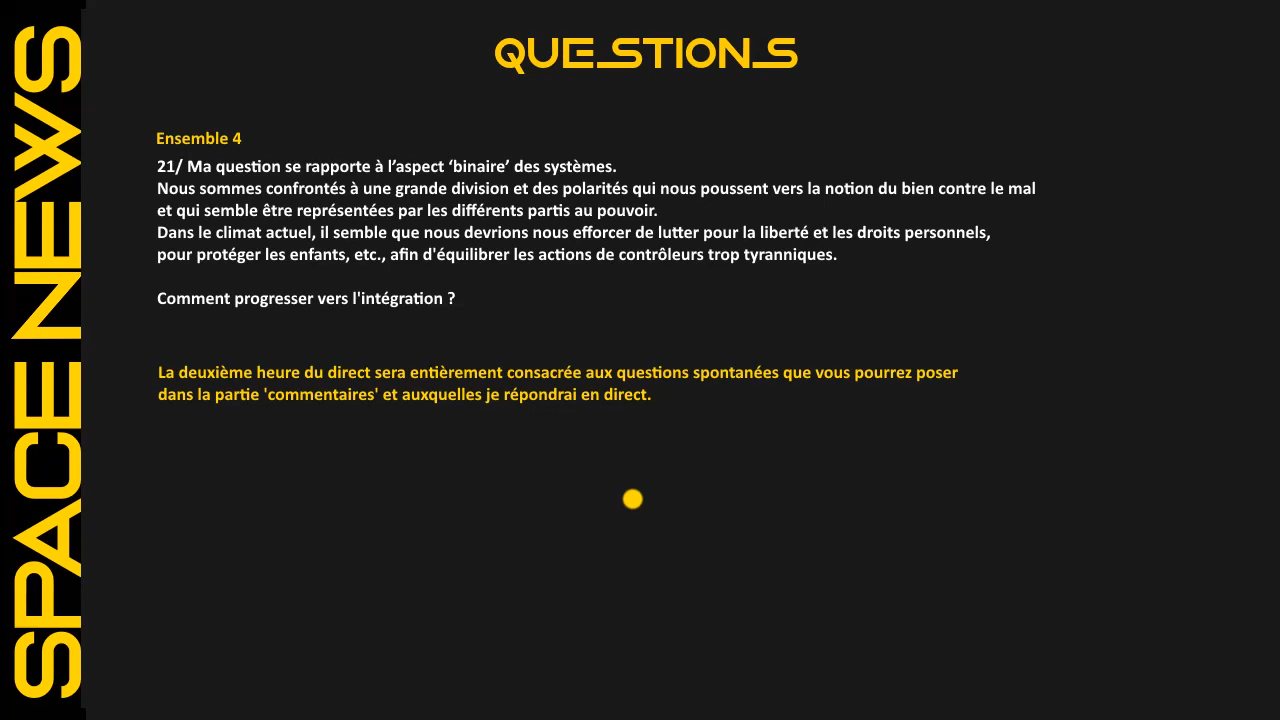 SPACE NEWS
QUESTIONS
Ensemble 4
21/ Ma question se rapporte à l’aspect ‘binaire’ des systèmes.
Nous sommes confrontés à une grande division et des polarités qui nous poussent vers la notion du bien contre le mal
et qui semble être représentées par les différents partis au pouvoir.
Dans le climat actuel, il semble que nous devrions nous efforcer de lutter pour la liberté et les droits personnels,
pour protéger les enfants, etc., afin d'équilibrer les actions de contrôleurs trop tyranniques.
Comment progresser vers l'intégration ?
La deuxième heure du direct sera entièrement consacrée aux questions spontanées que vous pourrez poser
dans la partie 'commentaires' et auxquelles je répondrai en direct.